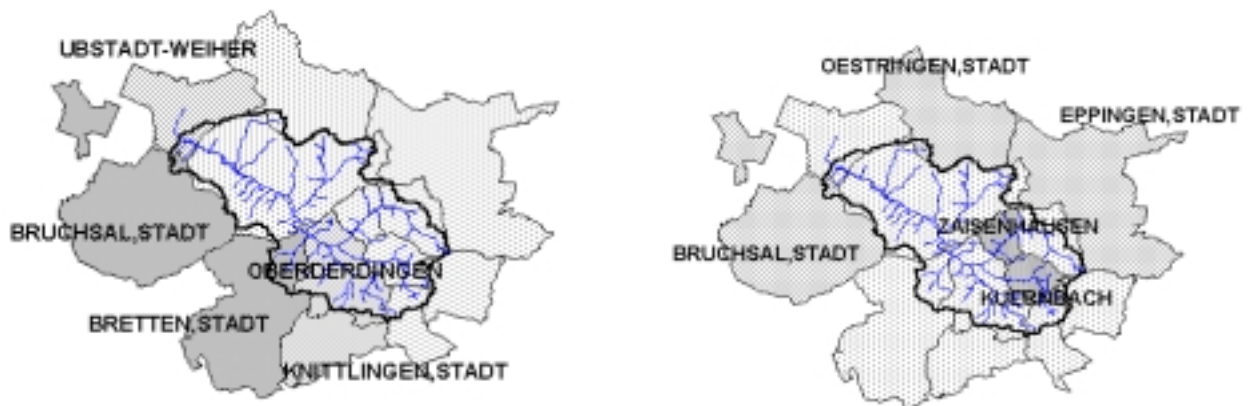 UBSTADT-WEIHER
BRUCHSAL,STADT
OBERDERDINGEN
BRETTEN,STADT
KNITTLINGEN,STADT
OESTRINGEN,STADT
EPPINGEN,STADT
ZAISENHAUSEN
BRUCHSAL,STADT
KUERNBACH